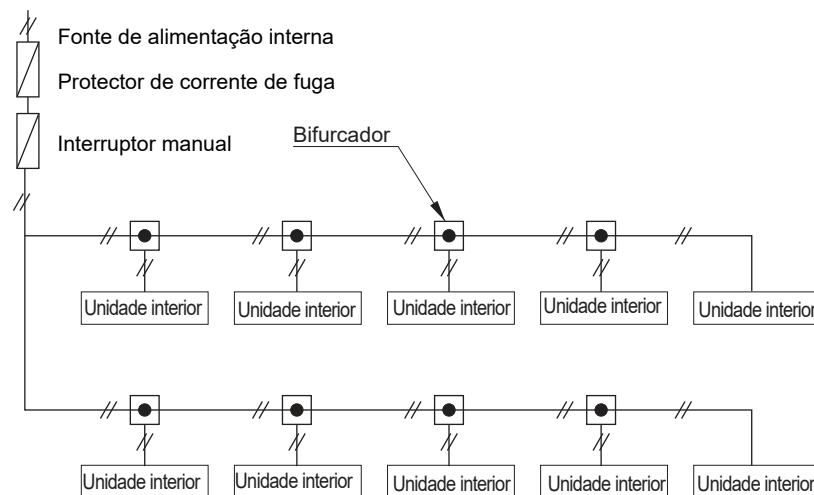 Fonte de alimentação interna
Protector de corrente de fuga
Interruptor manual
Bifurcador
Unidade interior
Unidade interior
Unidade interior
Unidade interior
Unidade interior
Unidade interior
Unidade interior
Unidade interior
Unidade interior
Unidade interior